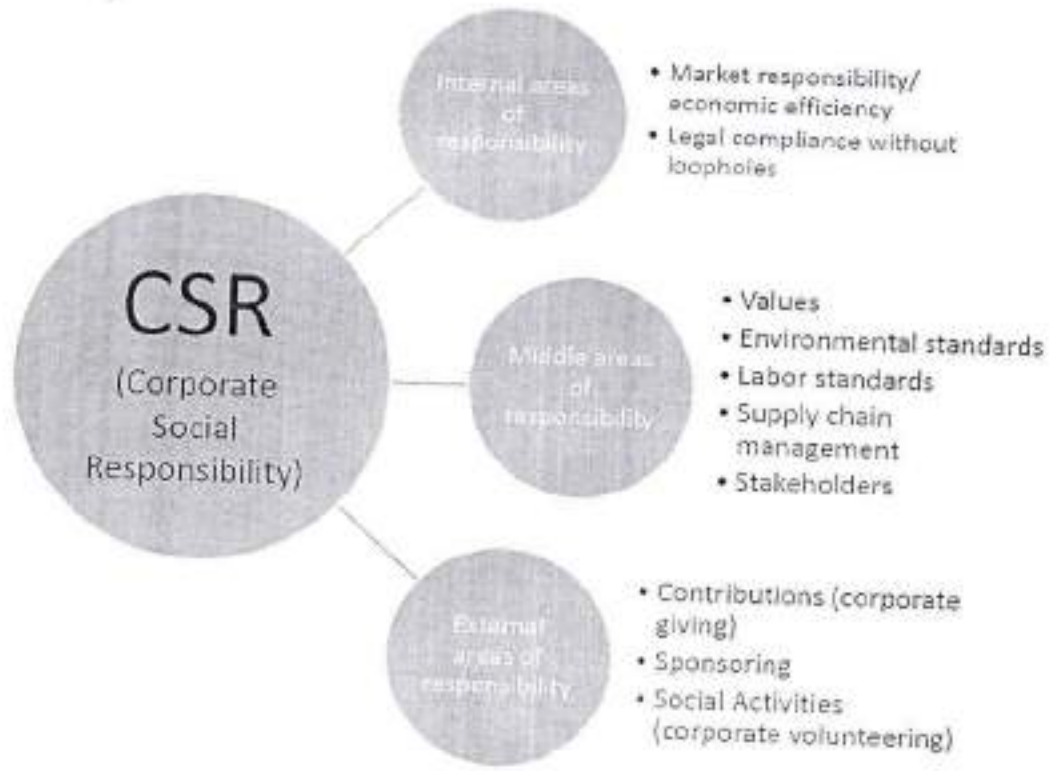 CSR
(Corporate
Social
Responsibility)
Internal areas
of
responsibility
• Market responsibility/
economic efficiency
• Legal compliance without
loopholes
Middle areas
of
responsibility
• Values
• Environmental standards
• Labor standards
• Supply chain
management
• Stakeholders
External
areas of
responsibility
• Contributions (corporate
giving)
• Sponsoring
• Social Activities
(corporate volunteering)